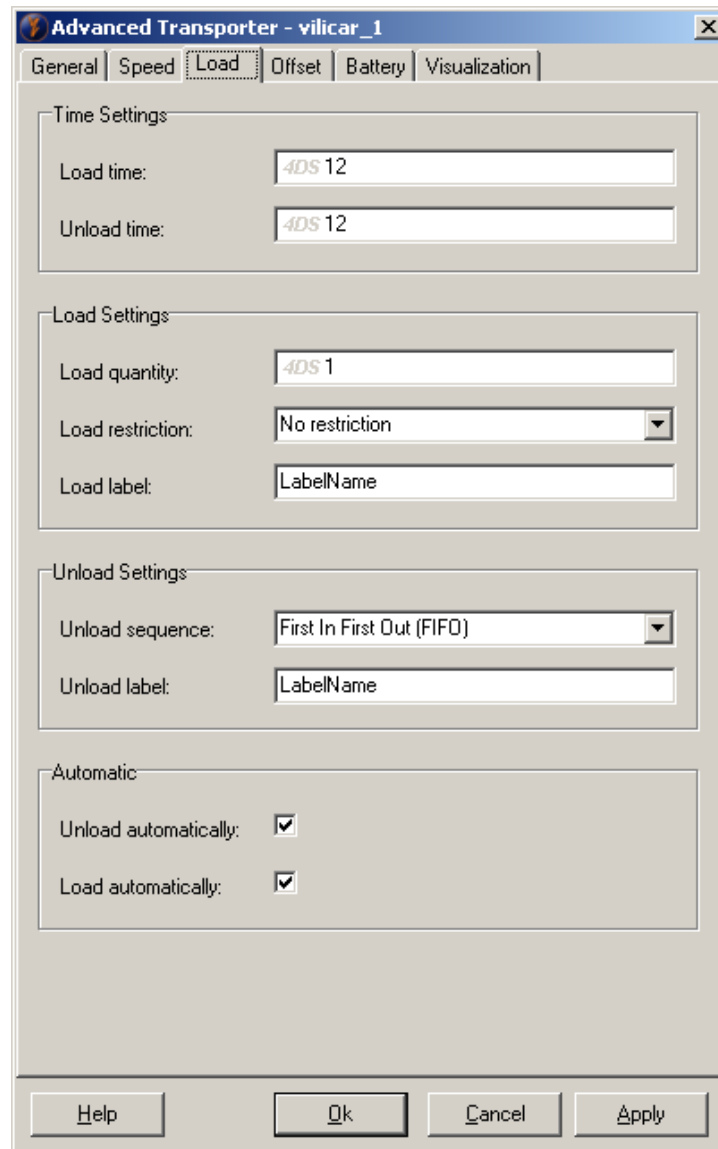 Advanced Transporter - vilicar_1
General Speed Load Offset Battery Visualization
Time Settings
Load time: 4DS 12
Unload time: 4DS 12
Load Settings
Load quantity: 4DS 1
Load restriction: No restriction
Load label: LabelName
Unload Settings
Unload sequence: First In First Out (FIFO)
Unload label: LabelName
Automatic
Unload automatically:
Load automatically:
Help Ok Cancel Apply